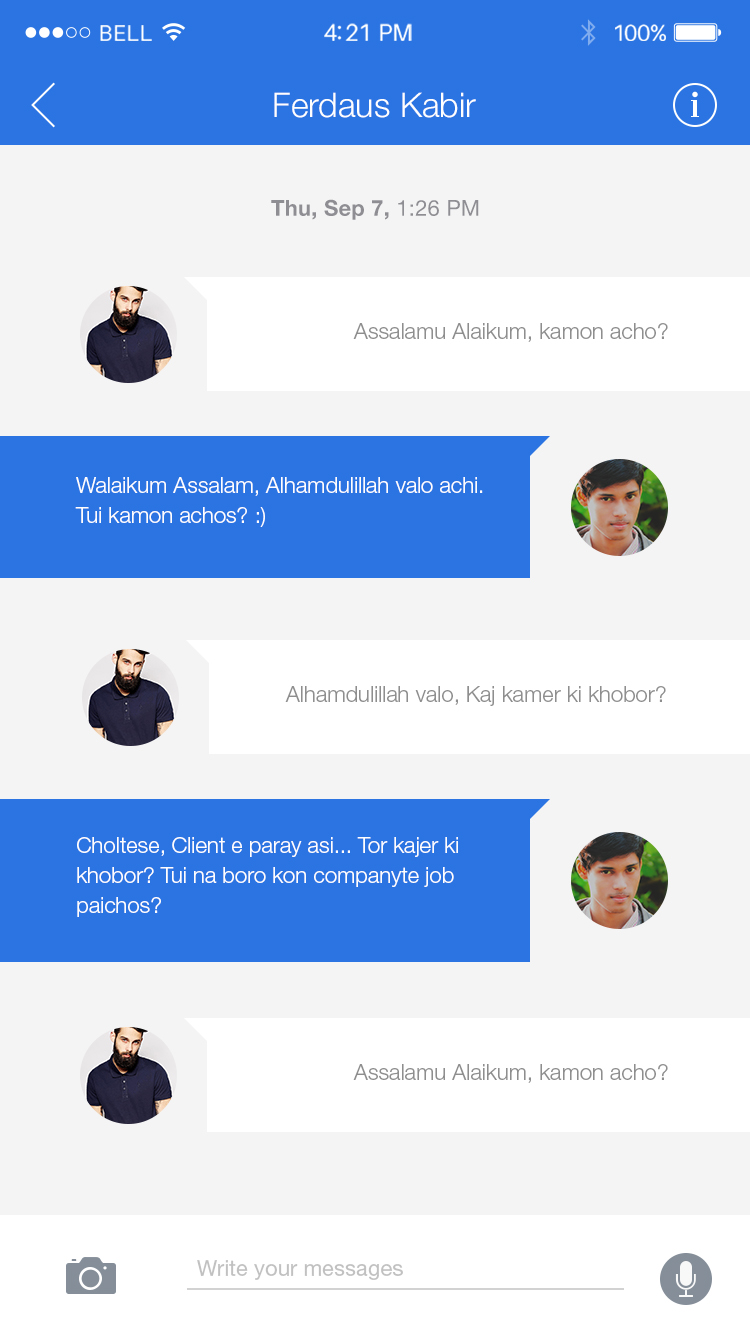 BELL 4:21 PM 100%
Ferdaus Kabir
Thu, Sep 7, 1:26 PM
Assalamu Alaikum, kamon acho?
Walaikum Assalam, Alhamdulillah valo achi.
Tui kamon achos? :)
Alhamdulillah valo, Kaj kamer ki khobor?
Choltese, Client e paray asi... Tor kajer ki
khobor? Tui na boro kon companyte job
paichos?
Assalamu Alaikum, kamon acho?
Write your messages